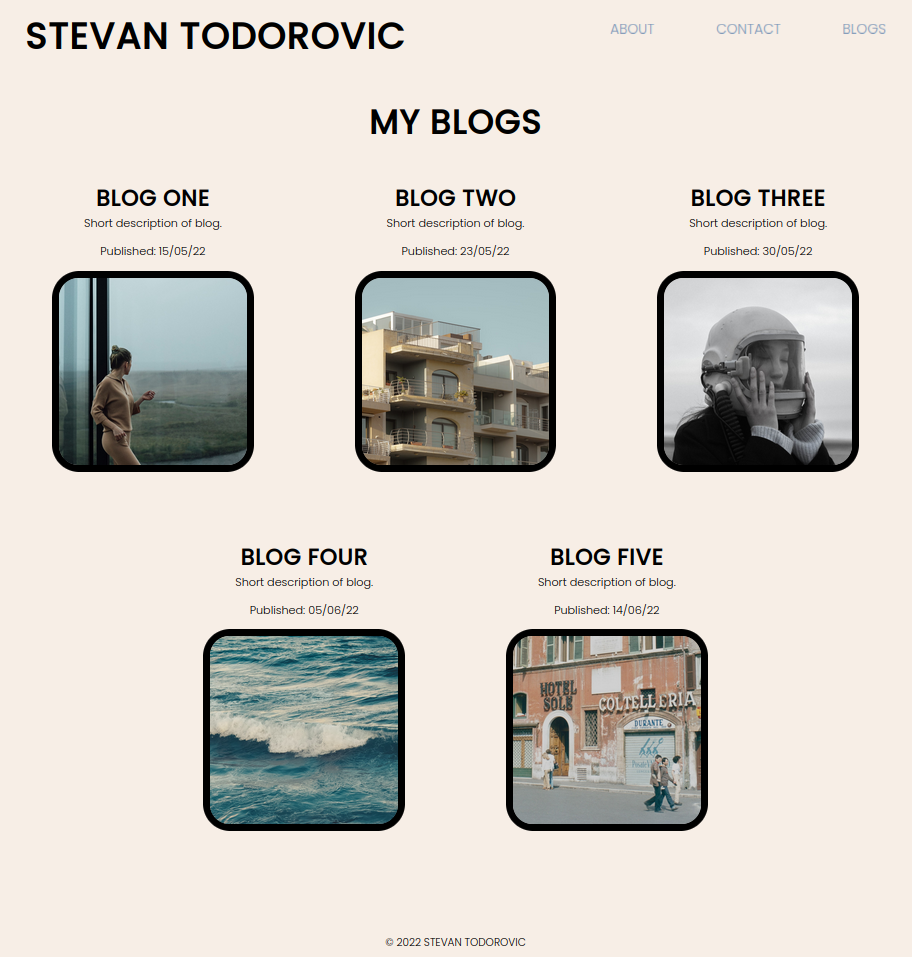 STEVAN TODOROVIC
ABOUT CONTACT BLOGS
MY BLOGS
BLOG ONE
Short description of blog.
Published: 15/05/22
BLOG TWO
Short description of blog.
Published: 23/05/22
BLOG THREE
Short description of blog.
Published: 30/05/22
BLOG FOUR
Short description of blog.
Published: 05/06/22
BLOG FIVE
Short description of blog.
Published: 14/06/22
HOTEL
SOLE
COLTELLERIA
DURANTE
© 2022 STEVAN TODOROVIC